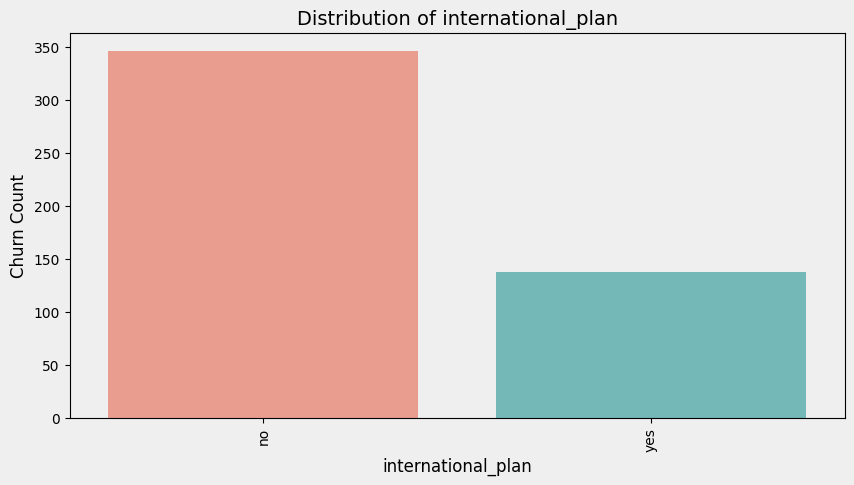 Distribution of international_plan
Churn Count
350
300
250
200
150
100
50
0
no
yes
international_plan